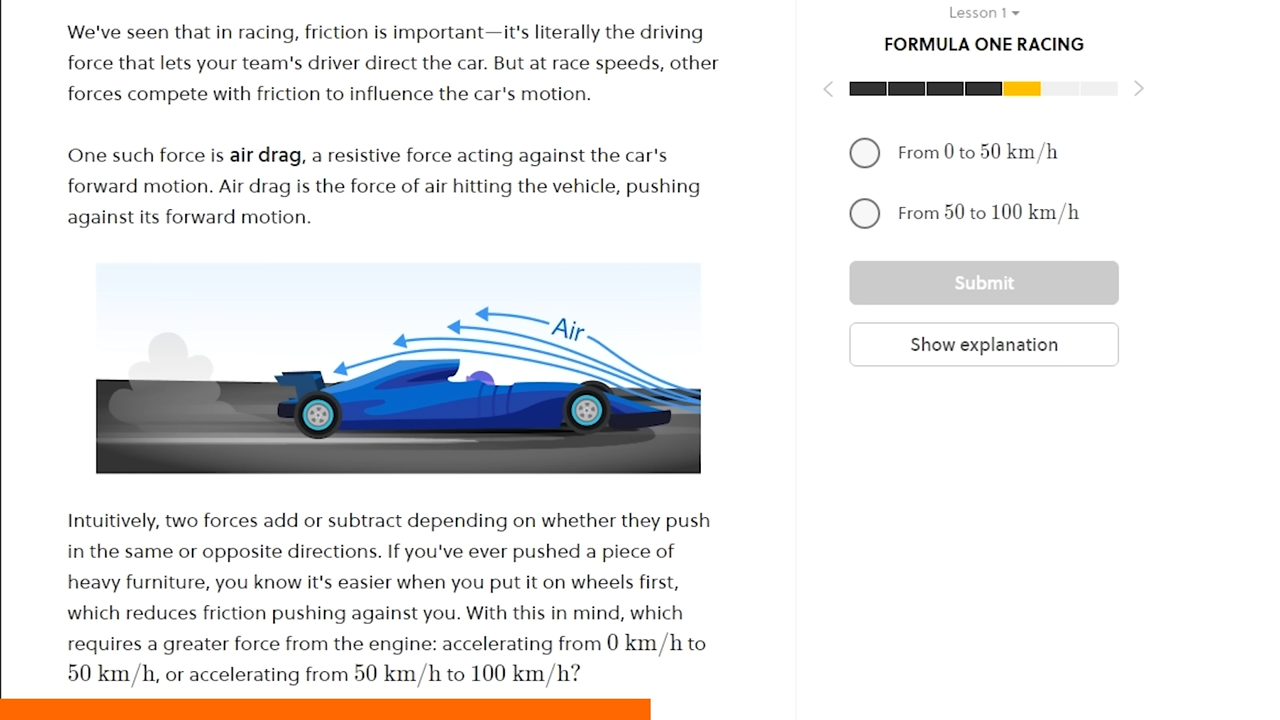 We've seen that in racing, friction is important—it's literally the driving
force that lets your team's driver direct the car. But at race speeds, other
forces compete with friction to influence the car's motion.
One such force is air drag, a resistive force acting against the car's
forward motion. Air drag is the force of air hitting the vehicle, pushing
against its forward motion.
Air
Intuitively, two forces add or subtract depending on whether they push
in the same or opposite directions. If you've ever pushed a piece of
heavy furniture, you know it's easier when you put it on wheels first,
which reduces friction pushing against you. With this in mind, which
requires a greater force from the engine: accelerating from 0 km/h to
50 km/h, or accelerating from 50 km/h to 100 km/h?
Lesson 1
FORMULA ONE RACING
From 0 to 50 km/h
From 50 to 100 km/h
Submit
Show explanation